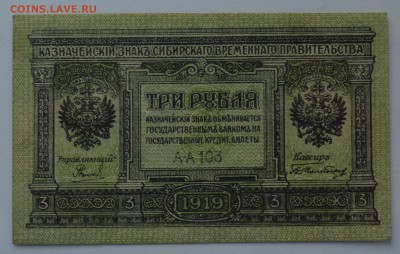 COINS.LAVE.RU
КАЗНАЧЕЙСКІЙ ЗНАКЪ СИБИРСКАГО ВРЕМЕННАГО ПРАВИТЕЛЬСТВА
ТРИ РУБЛЯ
КАЗНАЧЕЙСКІЙ ЗНАКЪ ОБМѢНИВАЕТСЯ
ГОСУДАРСТВЕННЫМЪ БАНКОМЪ НА
ГОСУДАРСТВЕННЫЕ КРЕДИТ. БИЛЕТЫ
А-А 103
Управляющій
Кассиръ
3 3 1919 3 3